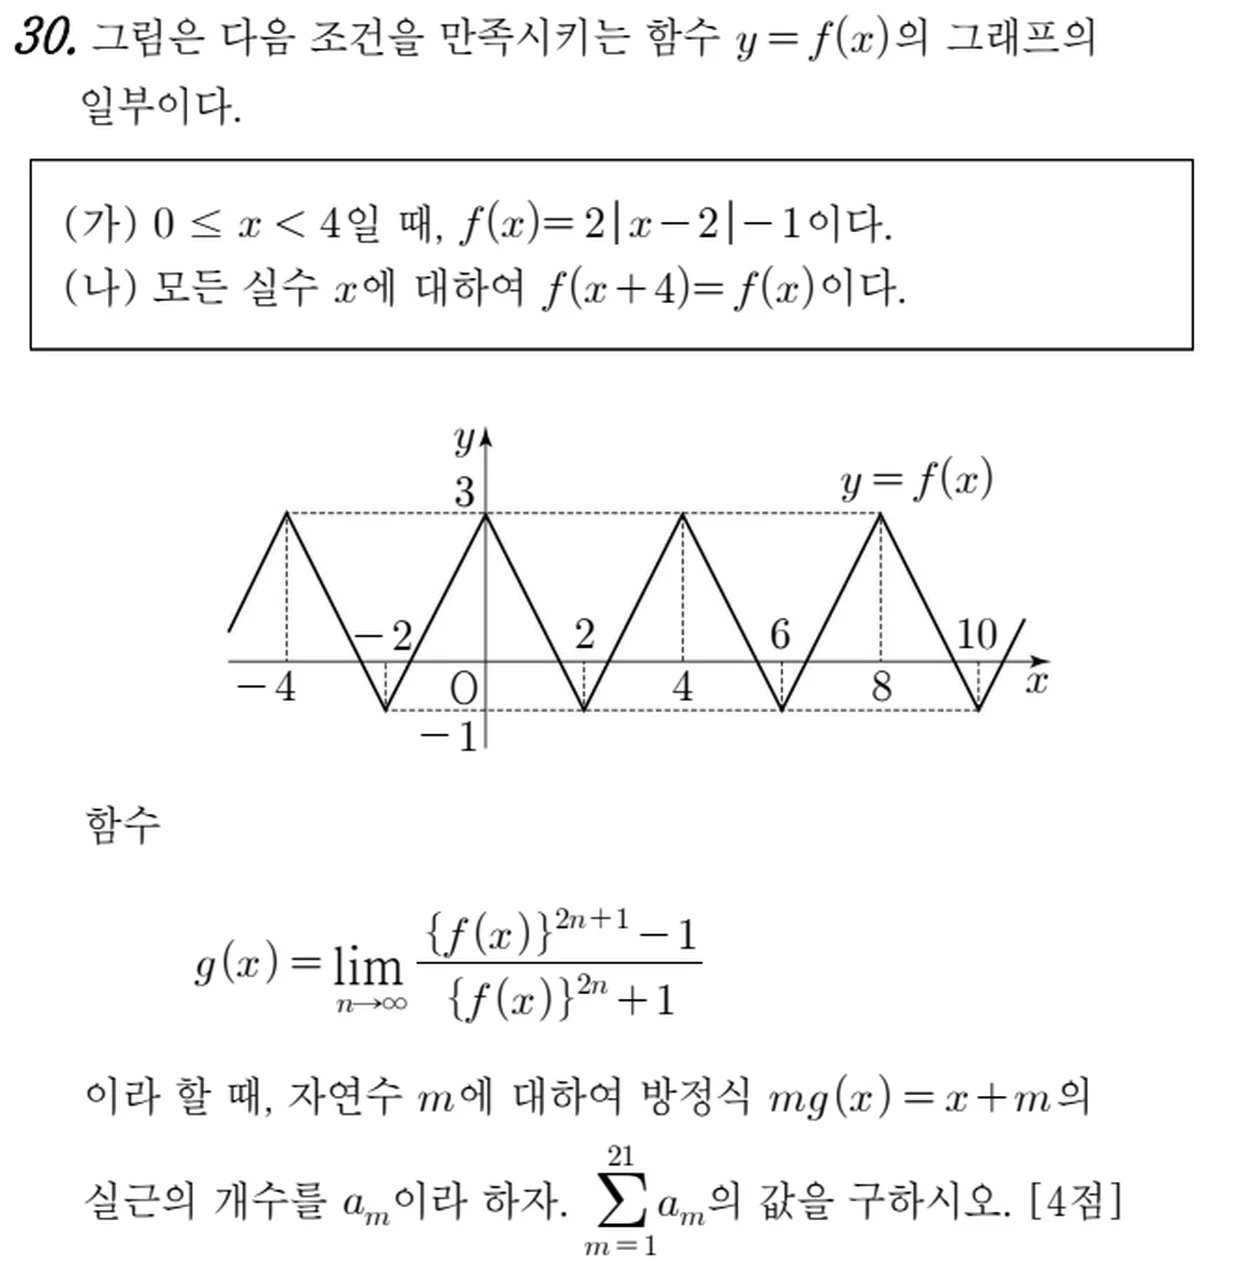 30. 그림은 다음 조건을 만족시키는 함수 y=f(x)의 그래프의
일부이다.
(가) 0 ≤ x < 4일 때, f(x)=2|x-2|-1이다.
(나) 모든 실수 x에 대하여 f(x+4)=f(x)이다.
y
3
y=f(x)
-2
2
6
10
-4
O
4
8
x
-1
함수
g(x) = lim_{n→∞} \frac{\{f(x)\}^{2n+1}-1}{\{f(x)\}^{2n}+1}
이라 할 때, 자연수 m에 대하여 방정식 mg(x)=x+m의
실근의 개수를 a_m이라 하자. \sum_{m=1}^{21} a_m의 값을 구하시오. [4점]